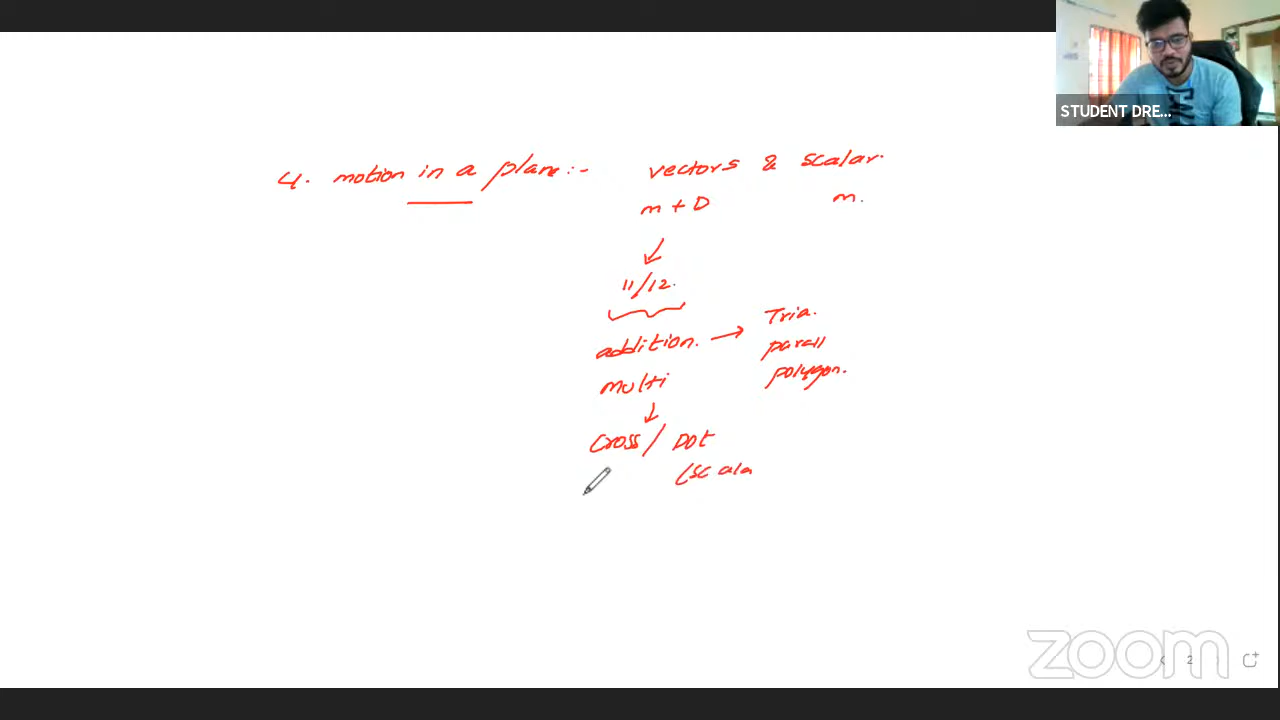 STUDENT DRE...
4. motion in a plane :- vectors & scalar.
m + D m.
11/12.
addition. → Tria.
parall
polygon.
multi
cross / DOT
(scala
zoom
2